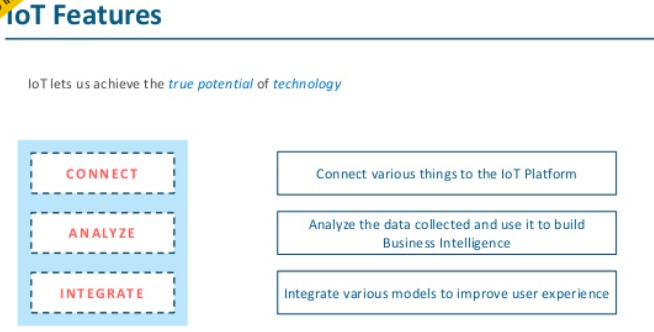 IoT Features
IoT lets us achieve the true potential of technology
CONNECT
Connect various things to the IoT Platform
ANALYZE
Analyze the data collected and use it to build
Business Intelligence
INTEGRATE
Integrate various models to improve user experience